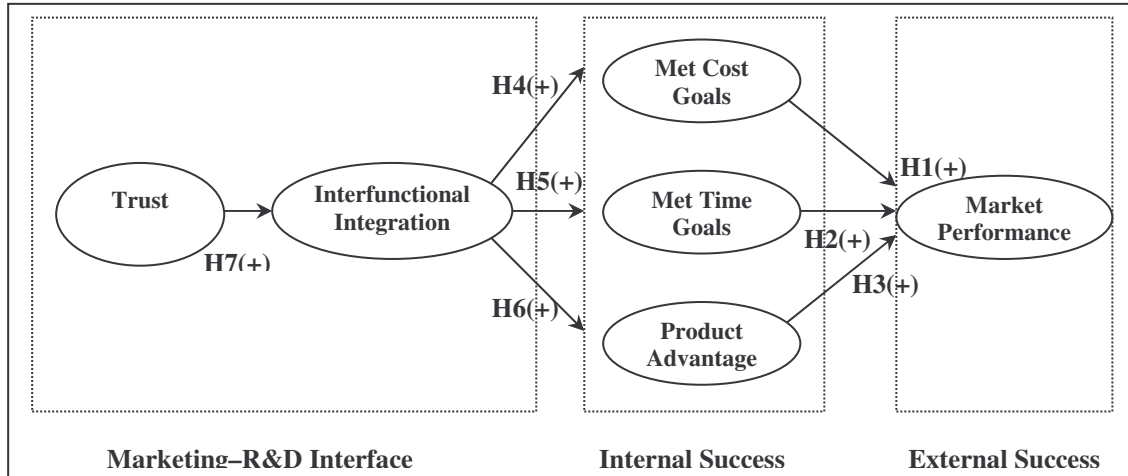 Trust
H7(+)
Interfunctional
Integration
H4(+)
H5(+)
H6(+)
Met Cost
Goals
Met Time
Goals
Product
Advantage
H1(+)
H2(+)
H3(+)
Market
Performance
Marketing–R&D Interface
Internal Success
External Success